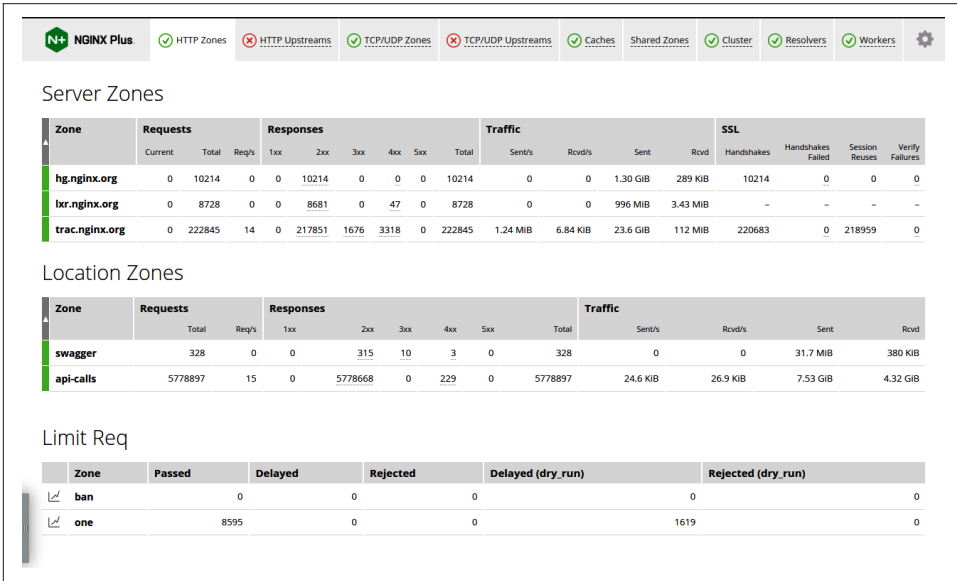 N+ NGINX Plus. HTTP Zones HTTP Upstreams TCP/UDP Zones TCP/UDP Upstreams Caches Shared Zones Cluster Resolvers Workers
Server Zones
Zone Requests Responses Traffic SSL
Current Total Req/s 1xx 2xx 3xx 4xx 5xx Total Sent/s Rcvd/s Sent Rcvd Handshakes Handshakes Failed Session Reuses Verify Failures
hg.nginx.org 0 10214 0 0 10214 0 0 0 10214 0 0 1.30 GiB 289 KiB 10214 0 0 0
lxr.nginx.org 0 8728 0 0 8681 0 47 0 8728 0 0 996 MiB 3.43 MiB – – – –
trac.nginx.org 0 222845 14 0 217851 1676 3318 0 222845 1.24 MiB 6.84 KiB 23.6 GiB 112 MiB 220683 0 218959 0
Location Zones
Zone Requests Responses Traffic
Total Req/s 1xx 2xx 3xx 4xx 5xx Total Sent/s Rcvd/s Sent Rcvd
swagger 328 0 0 315 10 3 0 328 0 0 31.7 MiB 380 KiB
api-calls 5778897 15 0 5778668 0 229 0 5778897 24.6 KiB 26.9 KiB 7.53 GiB 4.32 GiB
Limit Req
Zone Passed Delayed Rejected Delayed (dry_run) Rejected (dry_run)
ban 0 0 0 0 0
one 8595 0 0 1619 0